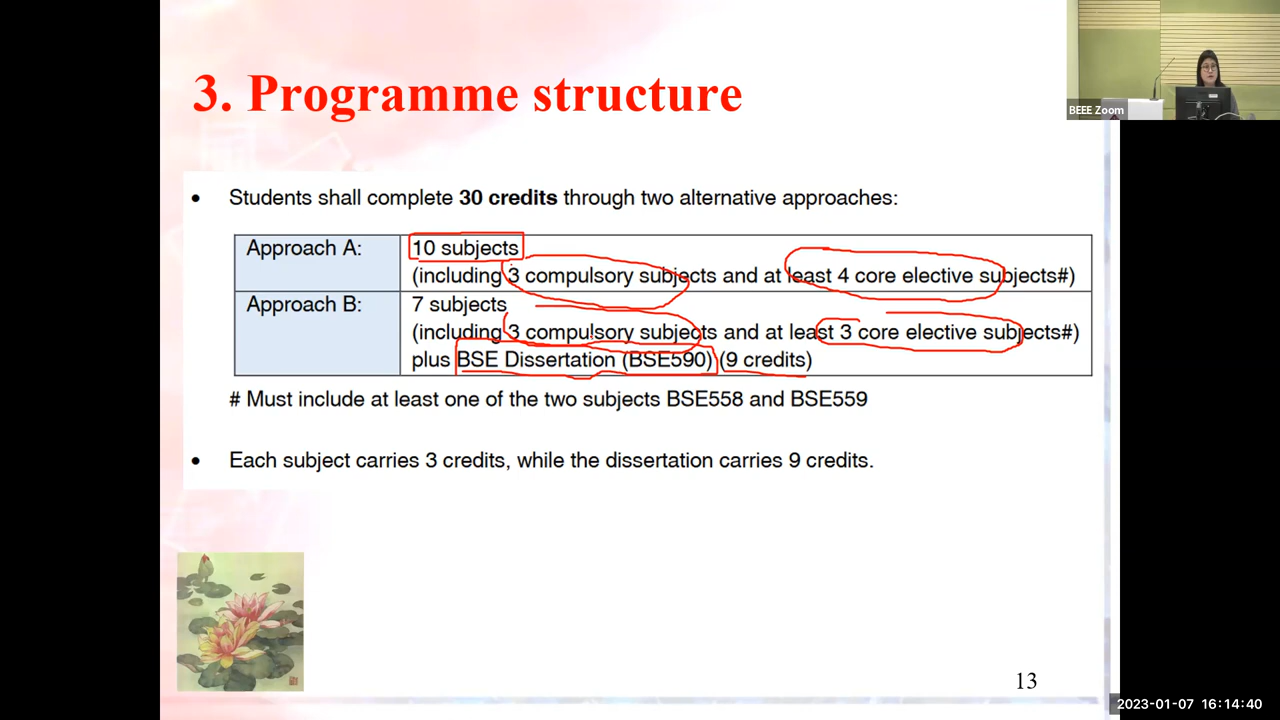 BEEE Zoom
3. Programme structure
• Students shall complete 30 credits through two alternative approaches:
Approach A:
10 subjects
(including 3 compulsory subjects and at least 4 core elective subjects#)
Approach B:
7 subjects
(including 3 compulsory subjects and at least 3 core elective subjects#)
plus BSE Dissertation (BSE590) (9 credits)
# Must include at least one of the two subjects BSE558 and BSE559
• Each subject carries 3 credits, while the dissertation carries 9 credits.
13
2023-01-07 16:14:40